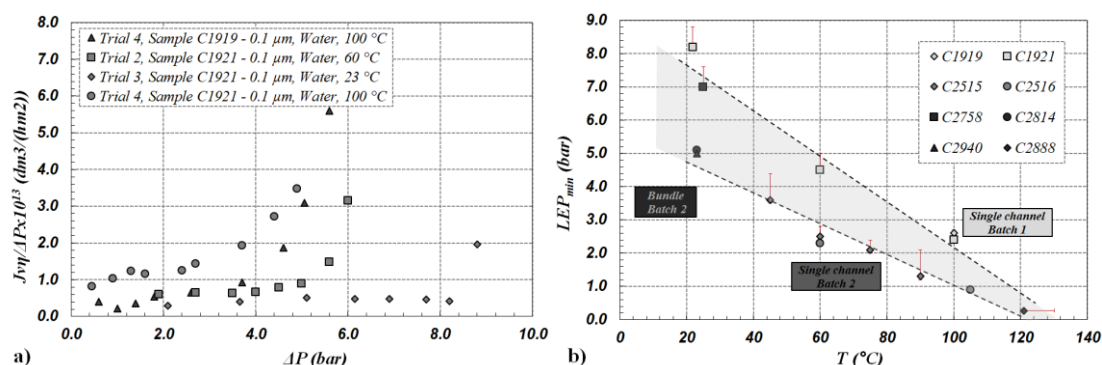 8.0
7.0
6.0
5.0
4.0
3.0
2.0
1.0
0.0
Jvη/ΔPx10¹³ (dm3/(hm2))
Trial 4, Sample C1919 - 0.1 µm, Water, 100 °C
Trial 2, Sample C1921 - 0.1 µm, Water, 60 °C
Trial 3, Sample C1921 - 0.1 µm, Water, 23 °C
Trial 4, Sample C1921 - 0.1 µm, Water, 100 °C
0.0 2.0 4.0 6.0 8.0 10.0
a)
ΔP (bar)
9.0
8.0
7.0
6.0
5.0
4.0
3.0
2.0
1.0
0.0
LEPmin (bar)
C1919 C1921
C2515 C2516
C2758 C2814
C2940 C2888
Bundle
Batch 2
Single channel
Batch 1
Single channel
Batch 2
0 20 40 60 80 100 120 140
b)
T (°C)